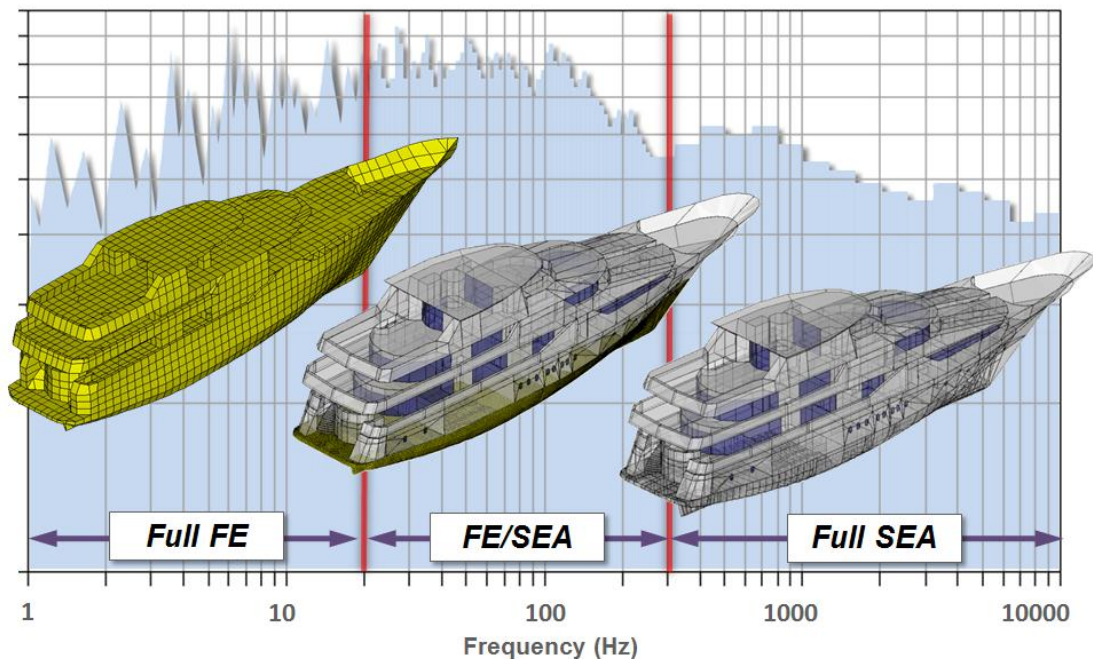 Full FE
FE/SEA
Full SEA
1
10
100
1000
10000
Frequency (Hz)